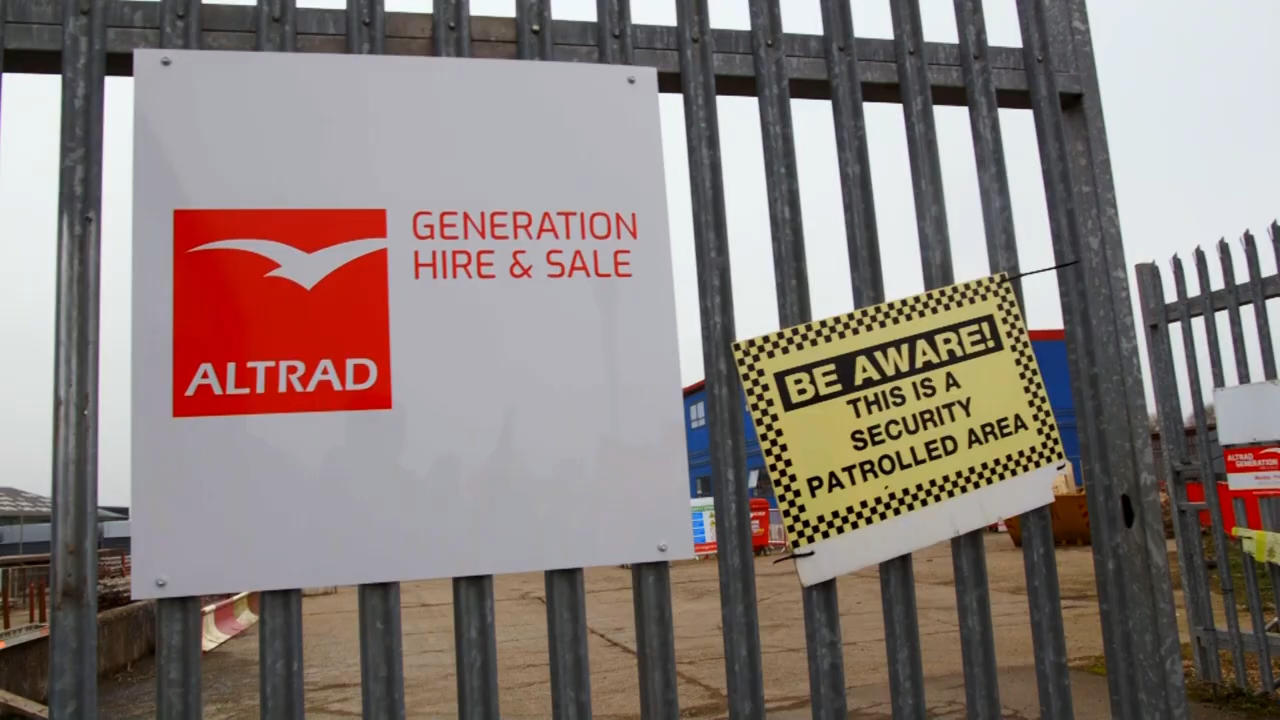 GENERATION
HIRE & SALE
ALTRAD
BE AWARE!
THIS IS A
SECURITY
PATROLLED AREA
ALTRAD
GENERATION